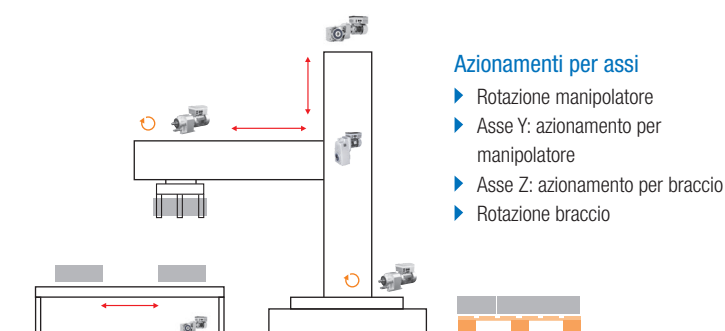 Azionamenti per assi
Rotazione manipolatore
Asse Y: azionamento per
manipolatore
Asse Z: azionamento per braccio
Rotazione braccio